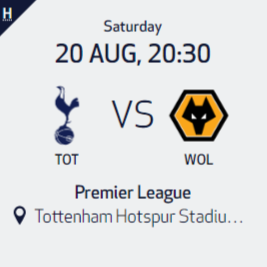 H
Saturday
20 AUG, 20:30
VS
TOT WOL
Premier League
Tottenham Hotspur Stadiu...